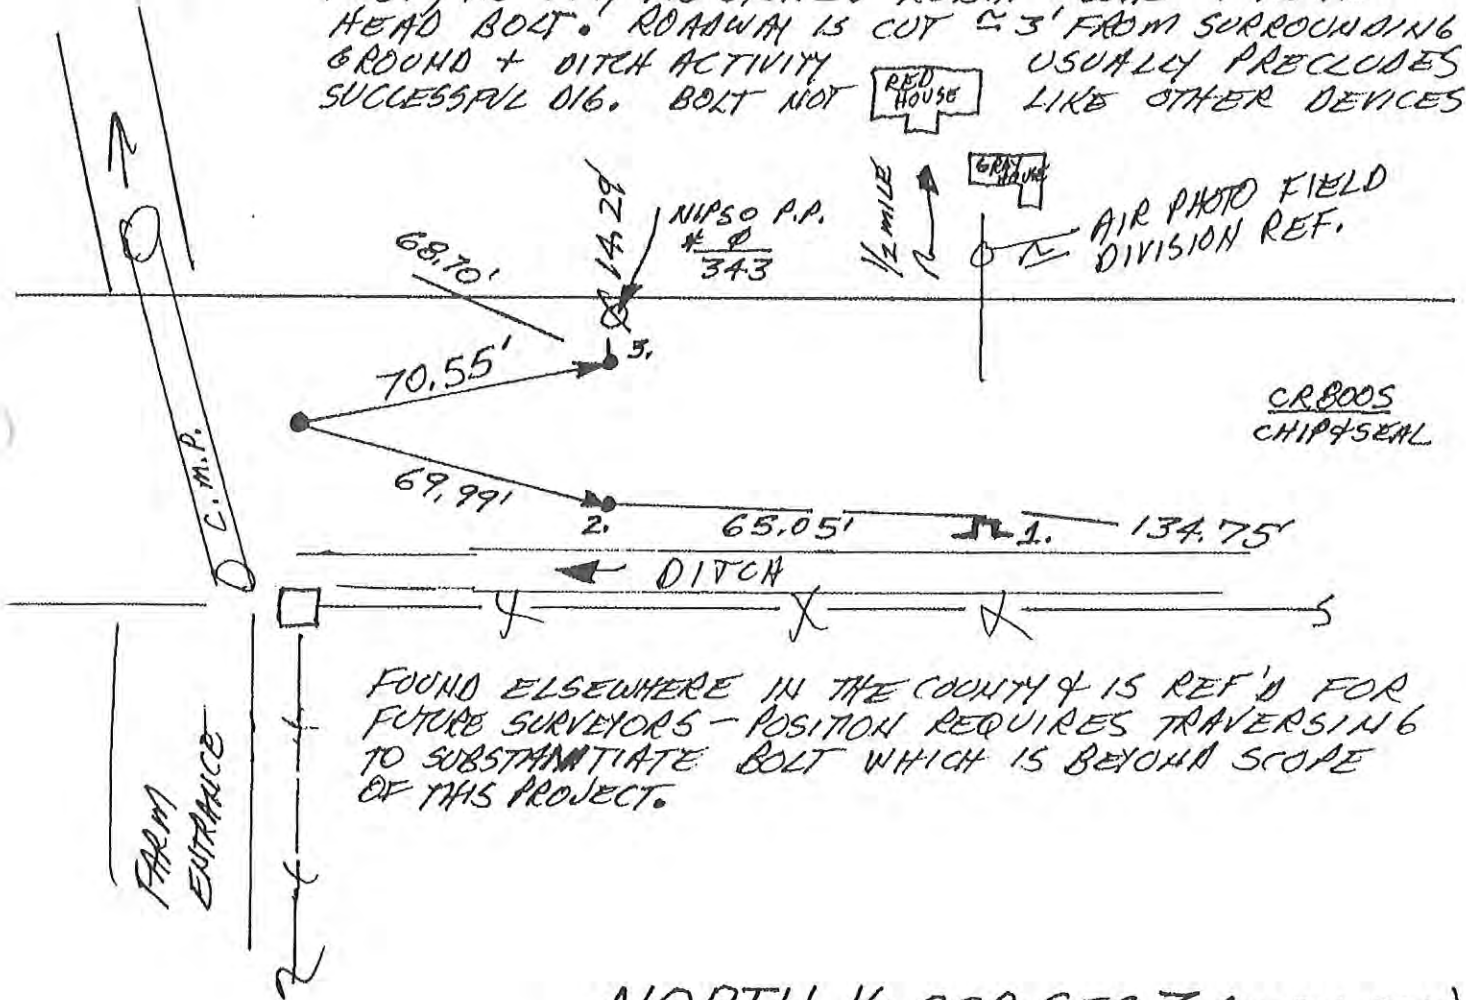 HEAD BOLT. ROADWAY IS CUT ≈ 3' FROM SURROUNDING
GROUND + DITCH ACTIVITY USUALLY PRECLUDES
SUCCESSFUL DIG. BOLT NOT LIKE OTHER DEVICES
RED
HOUSE
GRAY
HOUSE
1/2 MILE
AIR PHOTO FIELD
DIVISION REF.
14.29
NIPSO P.P.
# Ø
343
68.70'
70.55'
3.
C.M.P.
CR800S
CHIP & SEAL
69.99'
2.
65.05'
1.
134.75'
DITCH
FARM
ENTRANCE
FOUND ELSEWHERE IN THE COUNTY & IS REF'D FOR
FUTURE SURVEYORS - POSITION REQUIRES TRAVERSING
TO SUBSTANTIATE BOLT WHICH IS BEYOND SCOPE
OF THIS PROJECT.